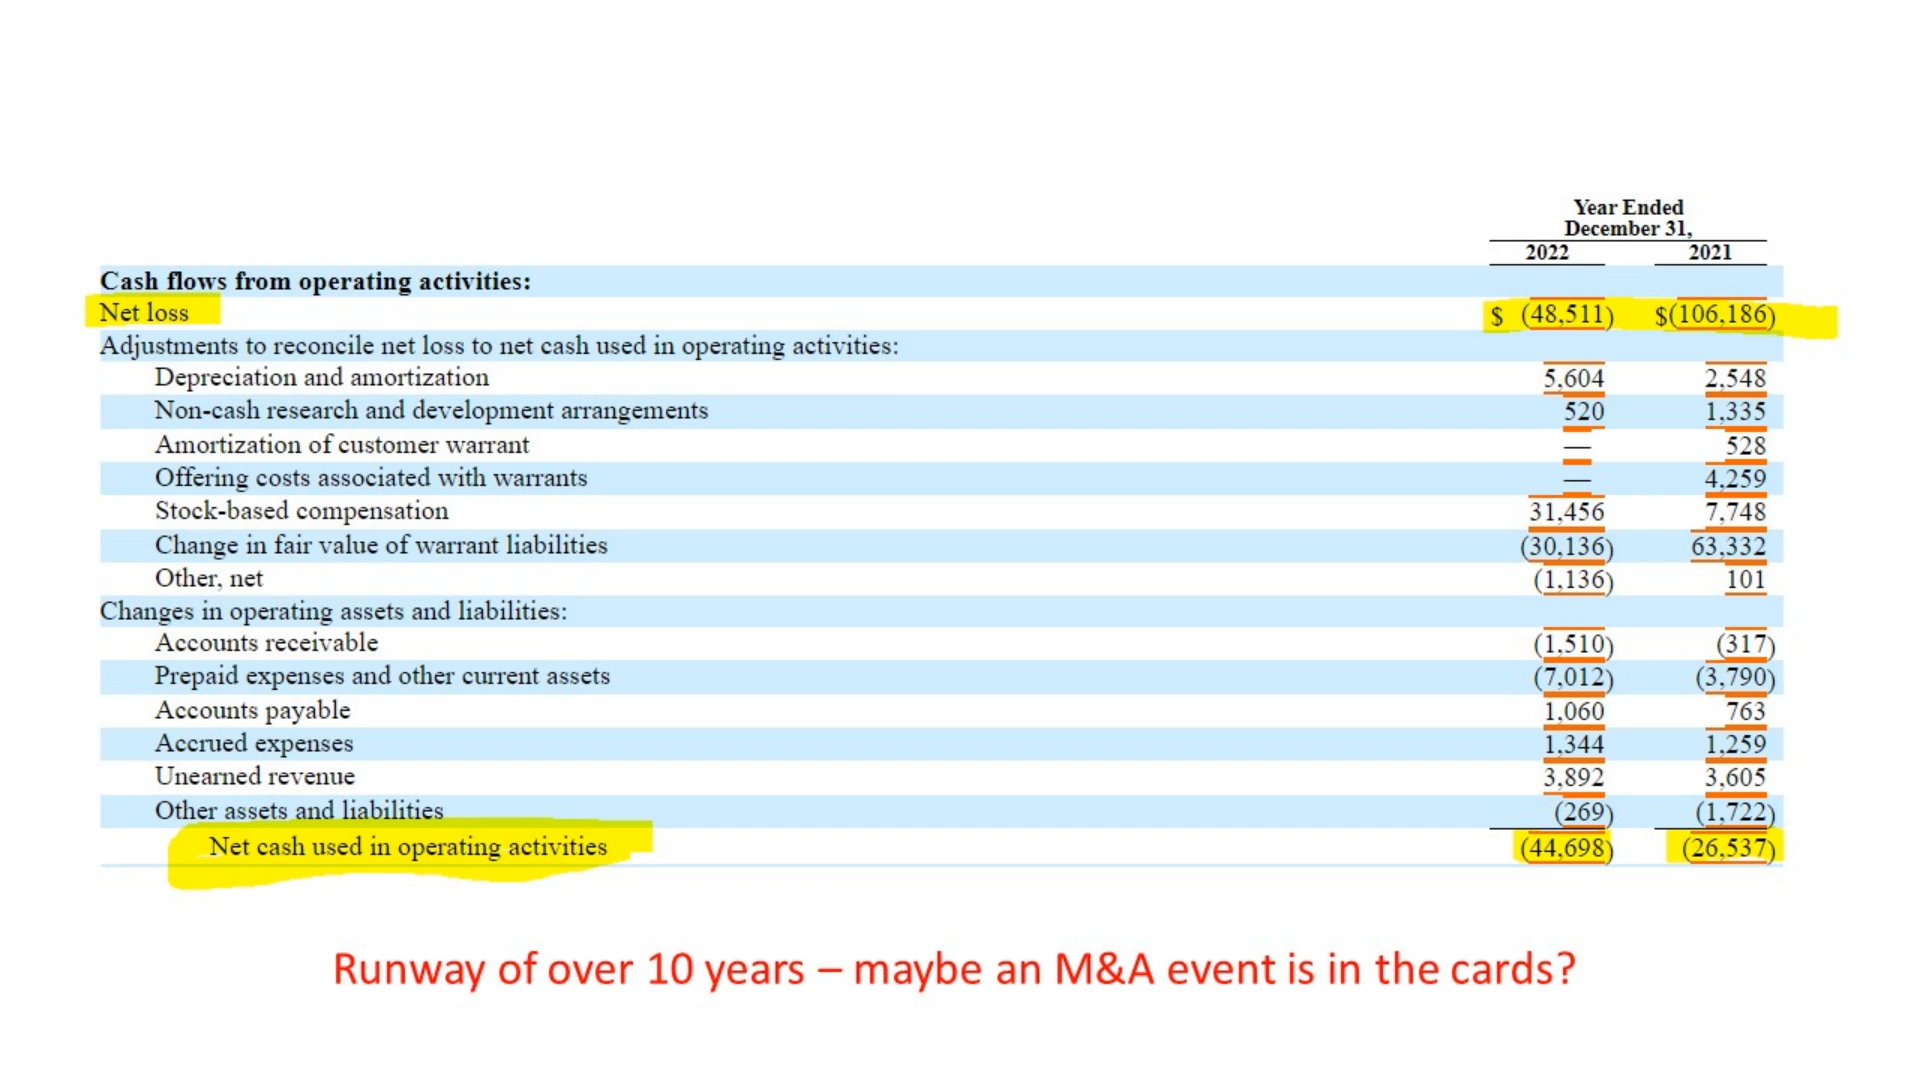 Year Ended
December 31,
2022 2021
Cash flows from operating activities:
Net loss $ (48,511) $(106,186)
Adjustments to reconcile net loss to net cash used in operating activities:
Depreciation and amortization 5,604 2,548
Non-cash research and development arrangements 520 1,335
Amortization of customer warrant — 528
Offering costs associated with warrants — 4,259
Stock-based compensation 31,456 7,748
Change in fair value of warrant liabilities (30,136) 63,332
Other, net (1,136) 101
Changes in operating assets and liabilities:
Accounts receivable (1,510) (317)
Prepaid expenses and other current assets (7,012) (3,790)
Accounts payable 1,060 763
Accrued expenses 1,344 1,259
Unearned revenue 3,892 3,605
Other assets and liabilities (269) (1,722)
Net cash used in operating activities (44,698) (26,537)
Runway of over 10 years – maybe an M&A event is in the cards?